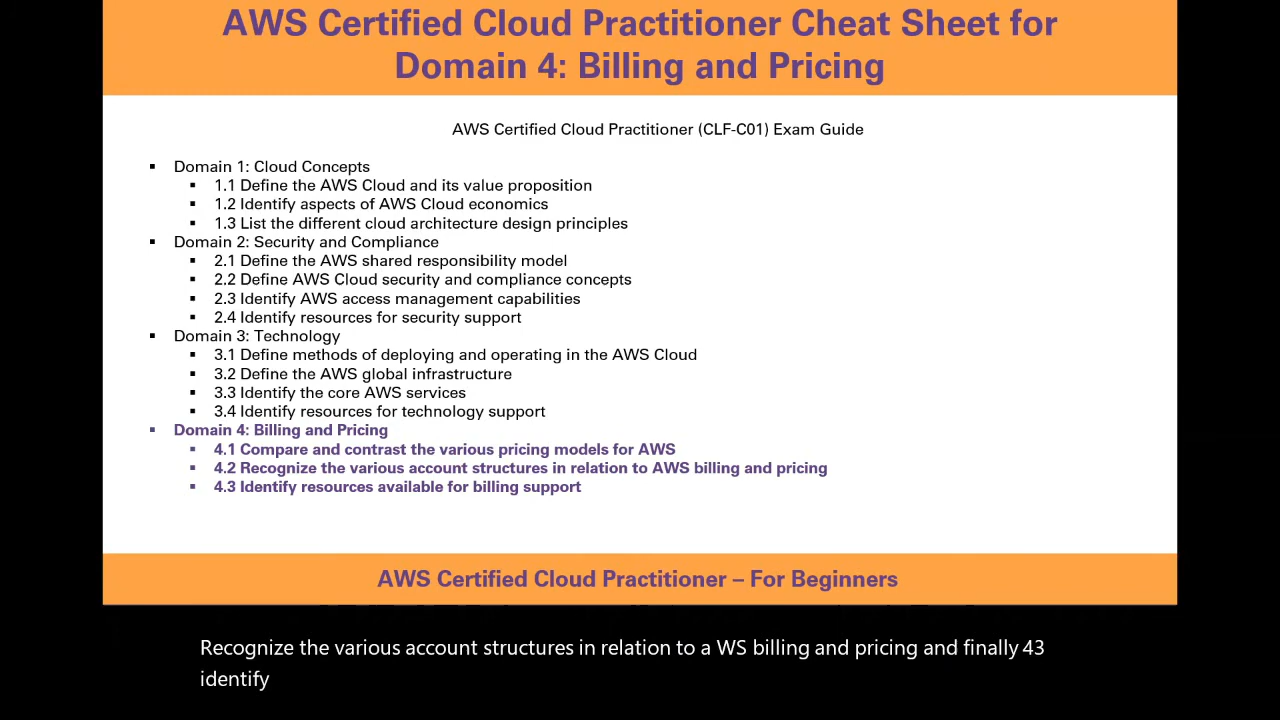 AWS Certified Cloud Practitioner Cheat Sheet for
Domain 4: Billing and Pricing
AWS Certified Cloud Practitioner (CLF-C01) Exam Guide
▪ Domain 1: Cloud Concepts
▪ 1.1 Define the AWS Cloud and its value proposition
▪ 1.2 Identify aspects of AWS Cloud economics
▪ 1.3 List the different cloud architecture design principles
▪ Domain 2: Security and Compliance
▪ 2.1 Define the AWS shared responsibility model
▪ 2.2 Define AWS Cloud security and compliance concepts
▪ 2.3 Identify AWS access management capabilities
▪ 2.4 Identify resources for security support
▪ Domain 3: Technology
▪ 3.1 Define methods of deploying and operating in the AWS Cloud
▪ 3.2 Define the AWS global infrastructure
▪ 3.3 Identify the core AWS services
▪ 3.4 Identify resources for technology support
▪ Domain 4: Billing and Pricing
▪ 4.1 Compare and contrast the various pricing models for AWS
▪ 4.2 Recognize the various account structures in relation to AWS billing and pricing
▪ 4.3 Identify resources available for billing support
AWS Certified Cloud Practitioner – For Beginners
Recognize the various account structures in relation to a WS billing and pricing and finally 43
identify